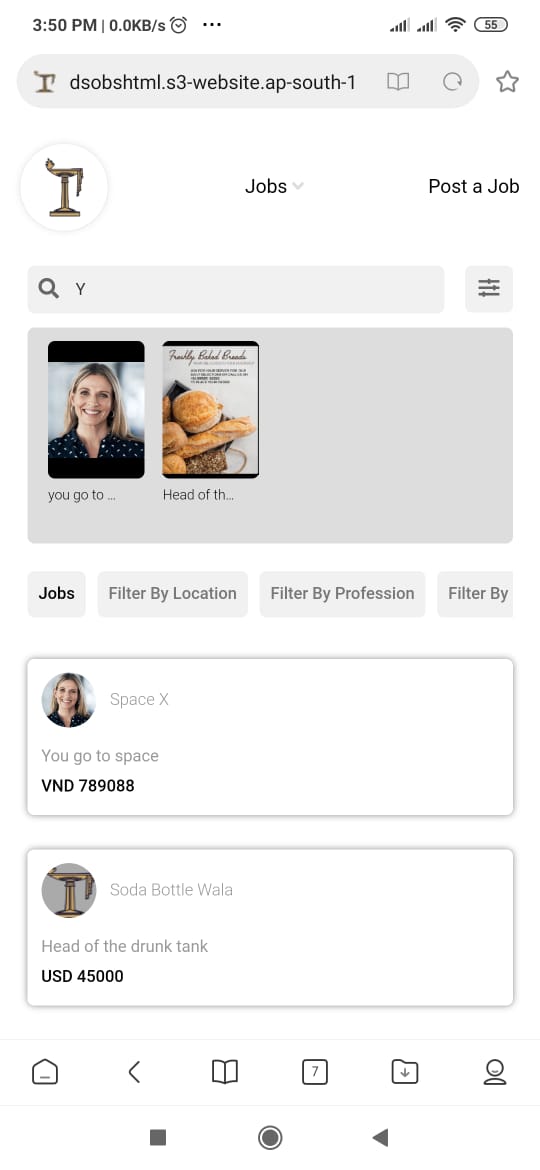 3:50 PM | 0.0KB/s
55
dsobshtml.s3-website.ap-south-1
Jobs
Post a Job
Y
Freshly Baked Breads
you go to ...
Head of th...
Jobs
Filter By Location
Filter By Profession
Filter By
Space X
You go to space
VND 789088
Soda Bottle Wala
Head of the drunk tank
USD 45000
7